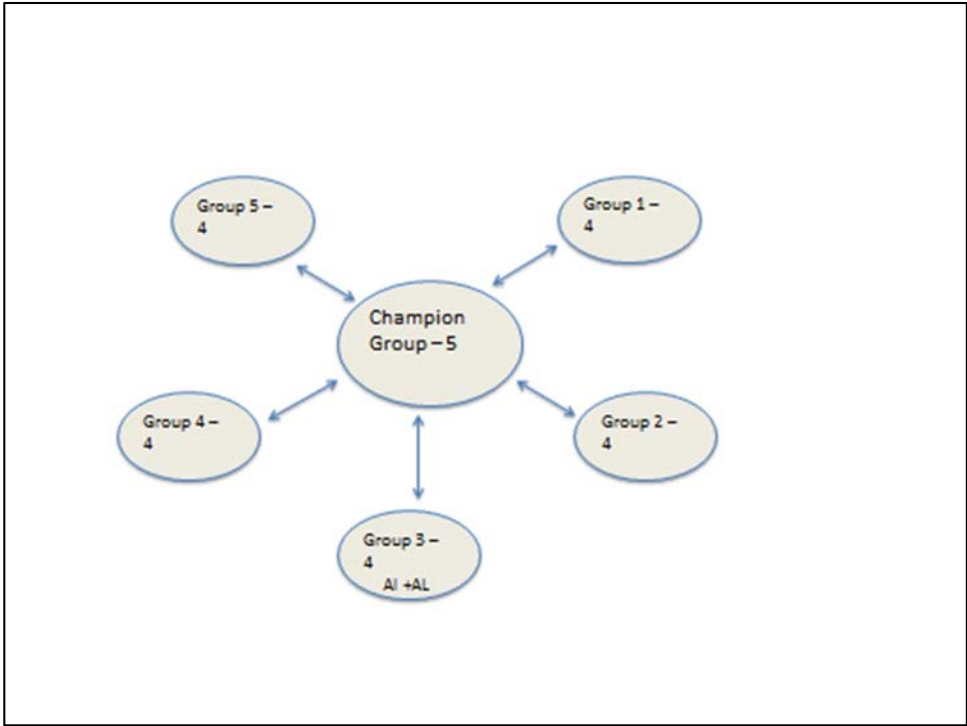 Group 5 –
4
Group 1 –
4
Champion
Group – 5
Group 4 –
4
Group 2 –
4
Group 3 –
4
AI +AL